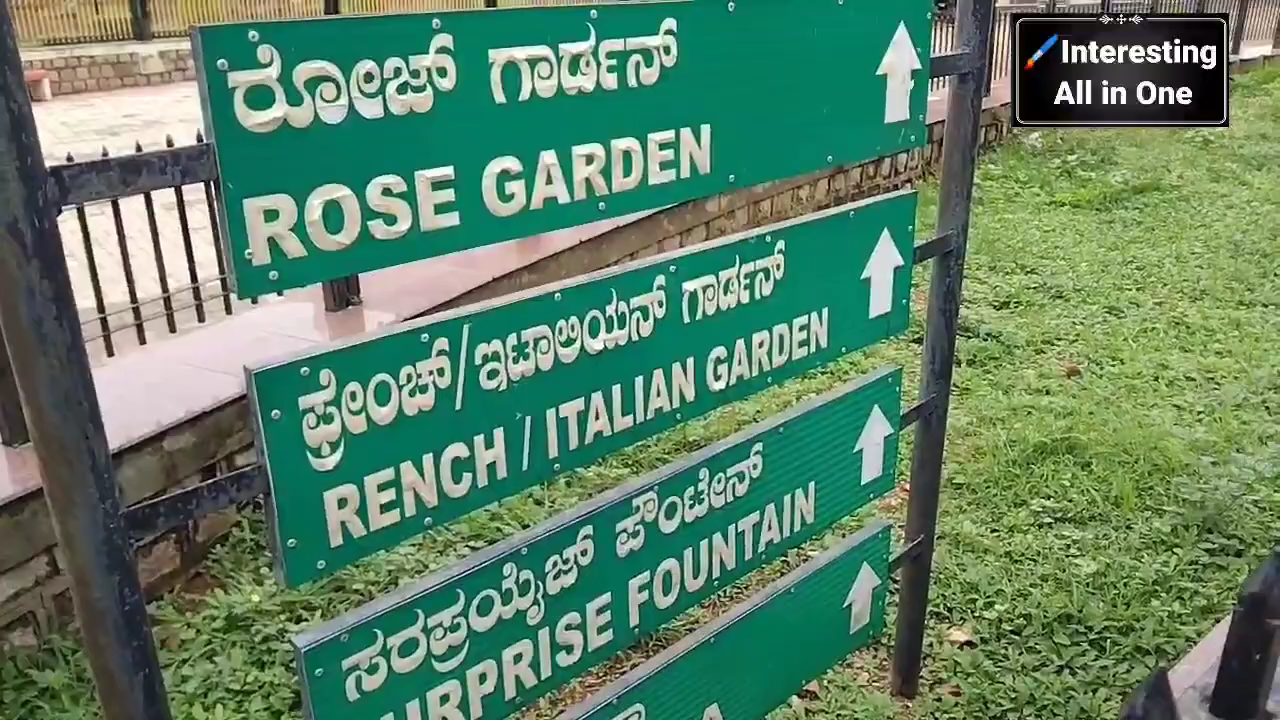 ರೋಜ್ ಗಾರ್ಡನ್
ROSE GARDEN
ಫ್ರೇಂಚ್/ಇಟಾಲಿಯನ್ ಗಾರ್ಡನ್
RENCH / ITALIAN GARDEN
ಸರಪ್ರಯ್ಸೆಜ್ ಪೌಂಟೇನ್
URPRISE FOUNTAIN
Interesting
All in One